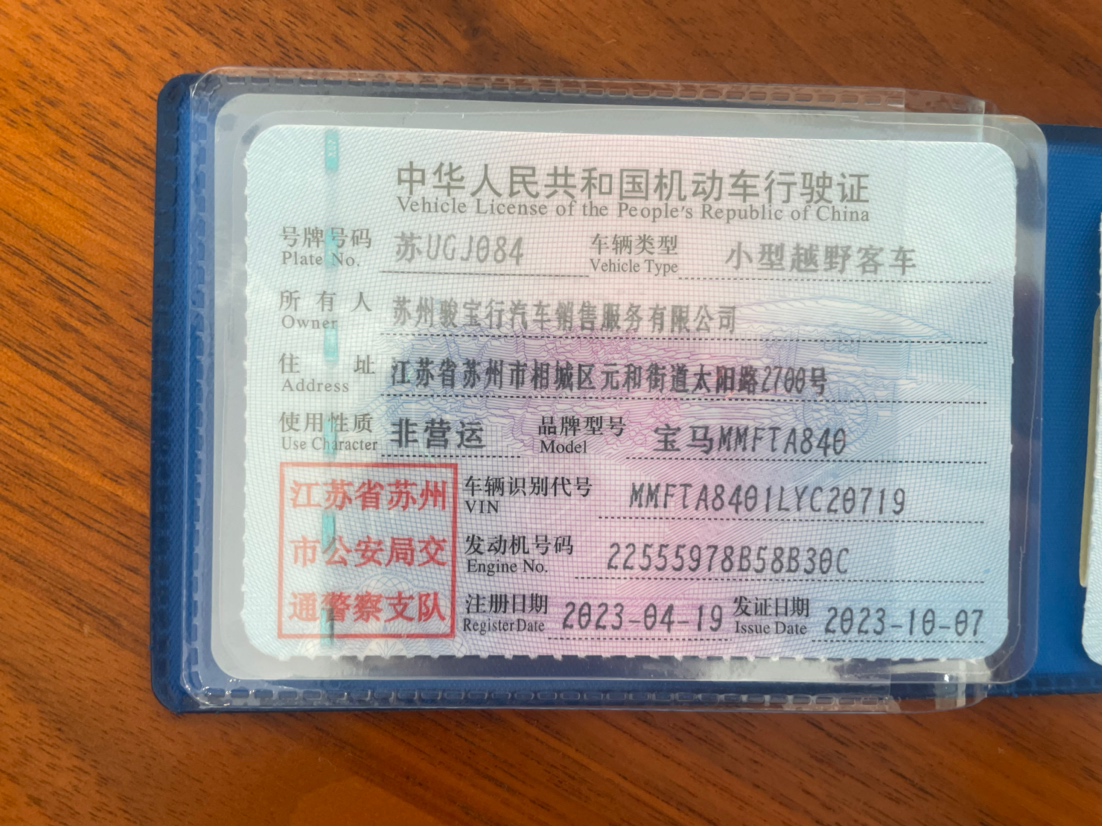 中华人民共和国机动车行驶证
Vehicle License of the People's Republic of China
号牌号码 苏UGJ084 车辆类型 小型越野客车
Plate No. Vehicle Type
所有人 苏州骏宝行汽车销售服务有限公司
Owner
住址 江苏省苏州市相城区元和街道太阳路2700号
Address
使用性质 非营运 品牌型号 宝马MMFTA840
Use Character Model
江苏省苏州
市公安局交
通警察支队
车辆识别代号 MMFTA8401LYC20719
VIN
发动机号码 22555978B58B30C
Engine No.
注册日期 2023-04-19 发证日期 2023-10-07
Register Date Issue Date